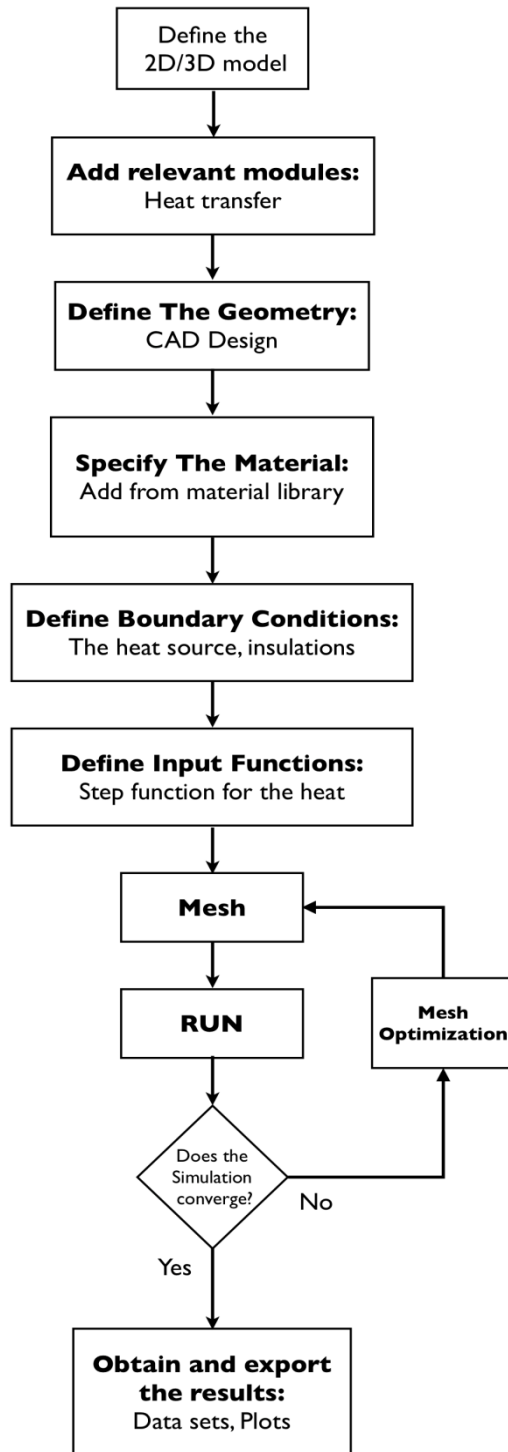 Define the
2D/3D model
Add relevant modules:
Heat transfer
Define The Geometry:
CAD Design
Specify The Material:
Add from material library
Define Boundary Conditions:
The heat source, insulations
Define Input Functions:
Step function for the heat
Mesh
RUN
Mesh
Optimization
Does the
Simulation
converge?
No
Yes
Obtain and export
the results:
Data sets, Plots